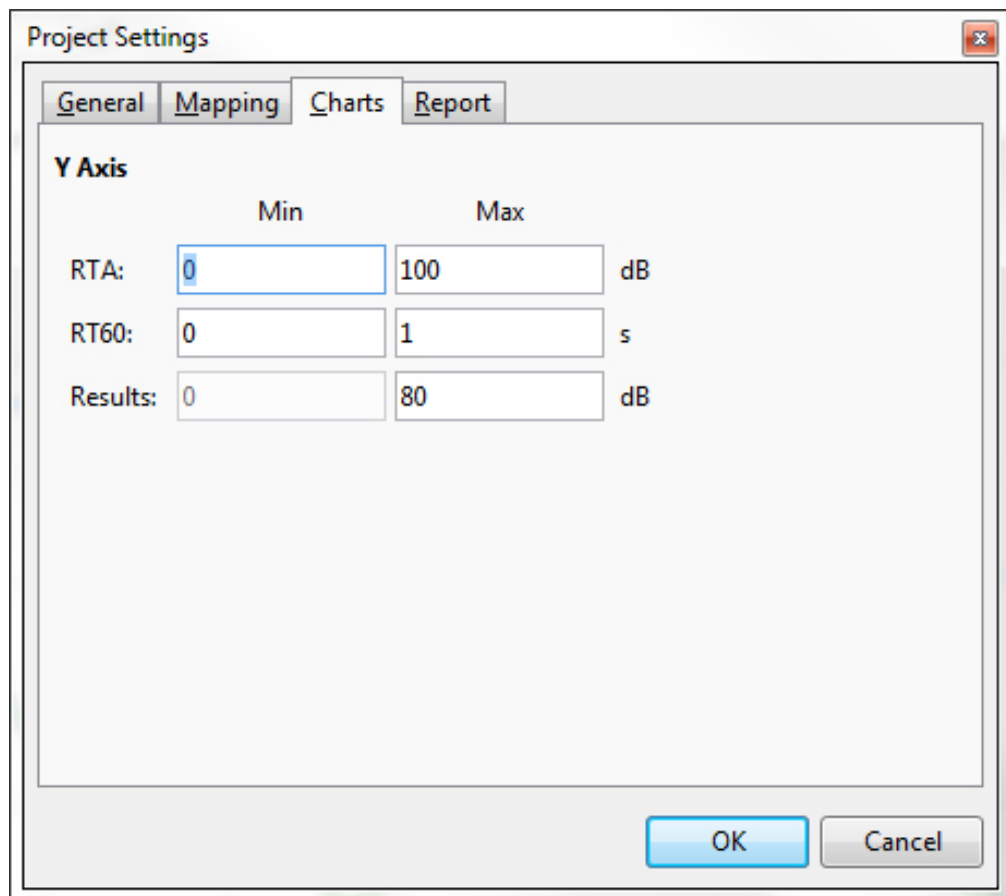 Project Settings
General Mapping Charts Report
Y Axis
Min Max
RTA: 0 100 dB
RT60: 0 1 s
Results: 0 80 dB
OK Cancel